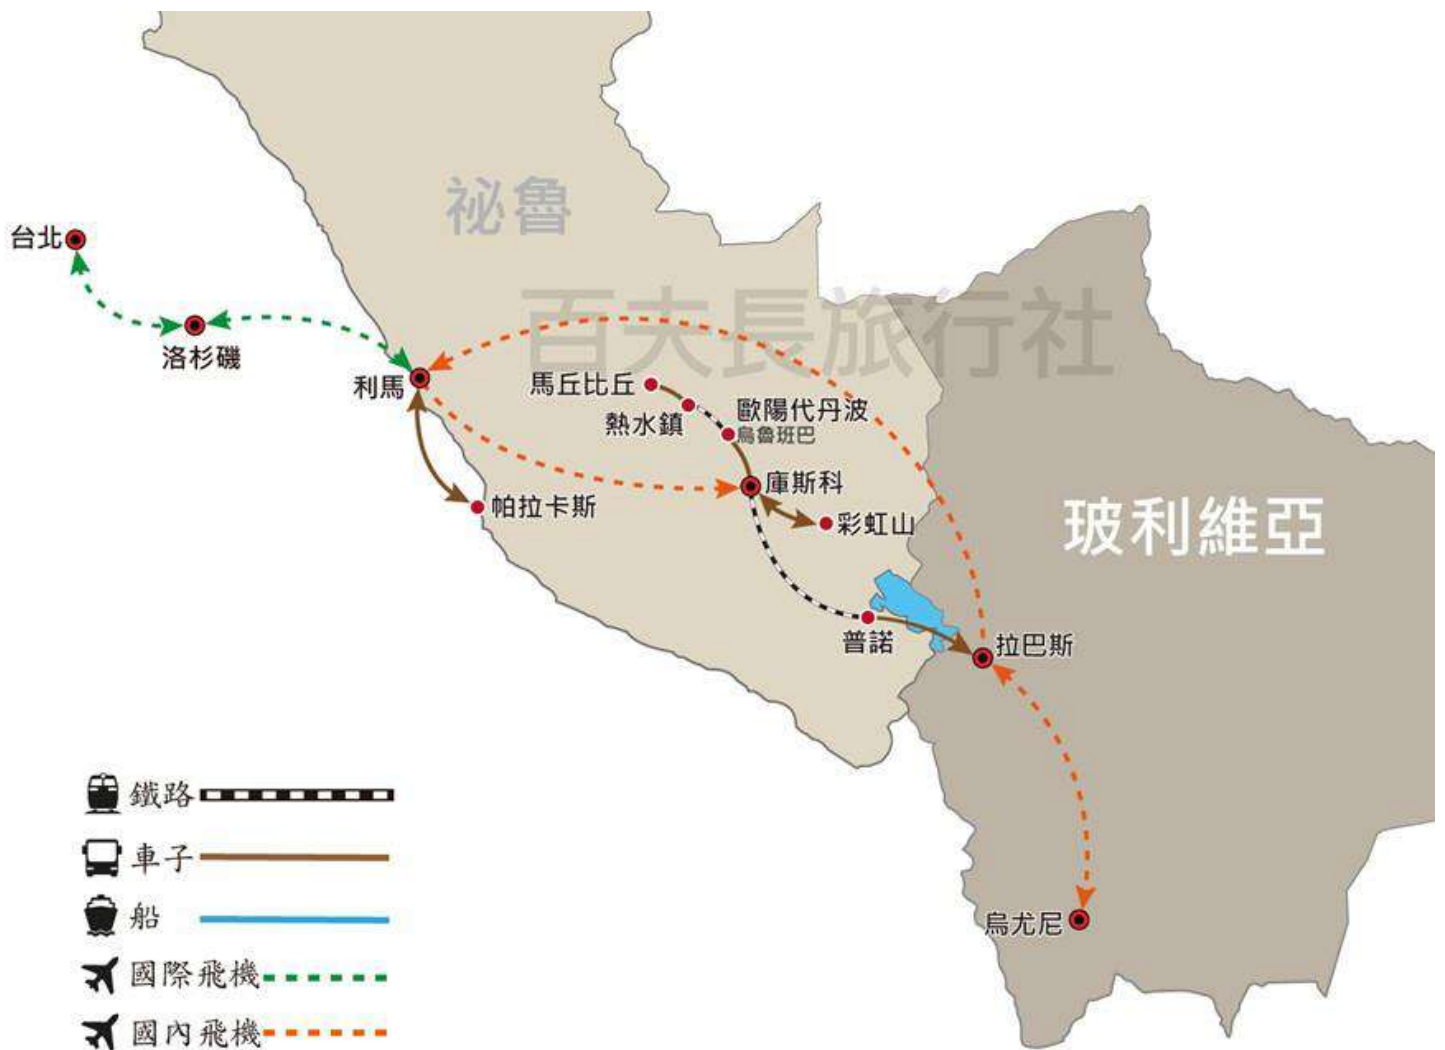 祕魯
台北
百夫長旅行社
洛杉磯
利馬
馬丘比丘
熱水鎮
歐陽代丹波
烏魯班巴
庫斯科
帕拉卡斯
彩虹山
玻利維亞
普諾
拉巴斯
烏尤尼
鐵路
車子
船
國際飛機
國內飛機